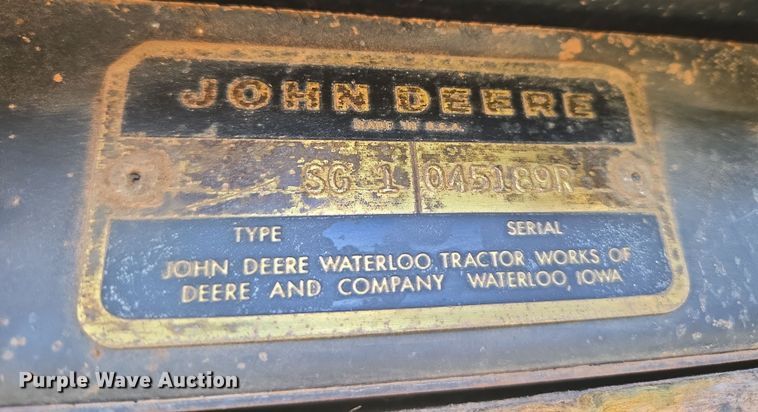 JOHN DEERE
MADE IN U.S.A.
SG 1 045189R
TYPE SERIAL
JOHN DEERE WATERLOO TRACTOR WORKS OF
DEERE AND COMPANY WATERLOO, IOWA
Purple Wave Auction